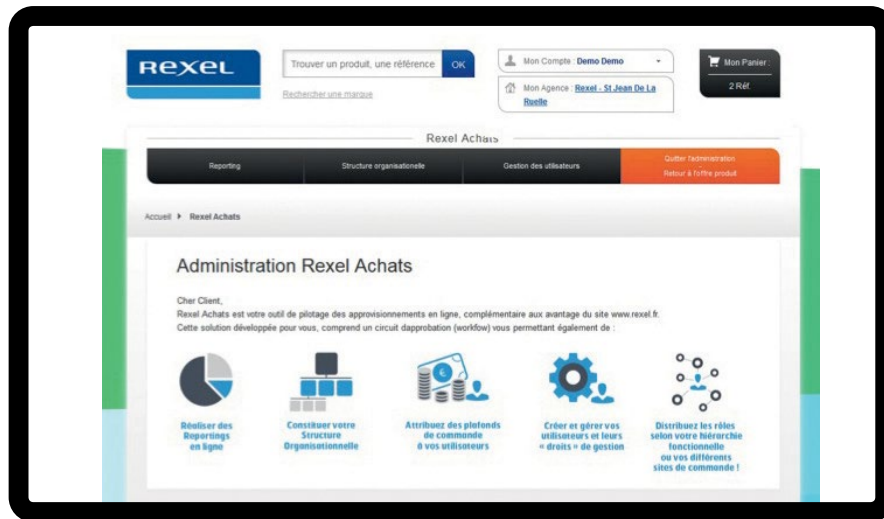 REXEL
Trouver un produit, une référence
OK
Rechercher une marque
Mon Compte : Demo Demo
Mon Agence : Rexel - St Jean De La
Ruelle
Mon Panier :
2 Réf.
Rexel Achats
Reporting
Structure organisationelle
Gestion des utilisateurs
Quitter l'administration
-
Retour à l'offre produit
Accueil
Rexel Achats
Administration Rexel Achats
Cher Client,
Rexel Achats est votre outil de pilotage des approvisionnements en ligne, complémentaire aux avantage du site www.rexel.fr.
Cette solution développée pour vous, comprend un circuit dapprobation (workfow) vous permettant également de :
Réaliser des
Reportings
en ligne
Constituer votre
Structure
Organisationnelle
Attribuez des plafonds
de commande
à vos utilisateurs
Créer et gérer vos
utilisateurs et leurs
« droits » de gestion
Distribuez les rôles
selon votre hiérarchie
fonctionnelle
ou vos différents
sites de commande !